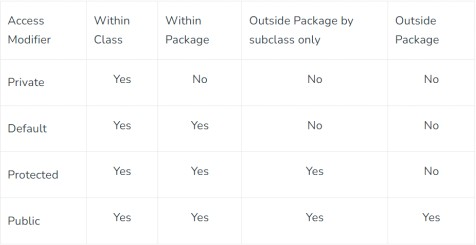 Access Modifier
Within Class
Within Package
Outside Package by subclass only
Outside Package
Private Yes No No No
Default Yes Yes No No
Protected Yes Yes Yes No
Public Yes Yes Yes Yes